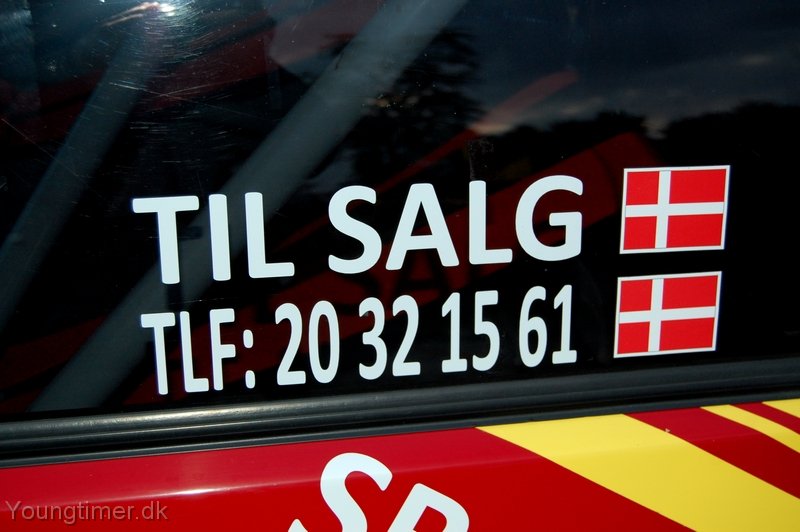 TIL SALG
TLF: 20 32 15 61
Youngtimer.dk